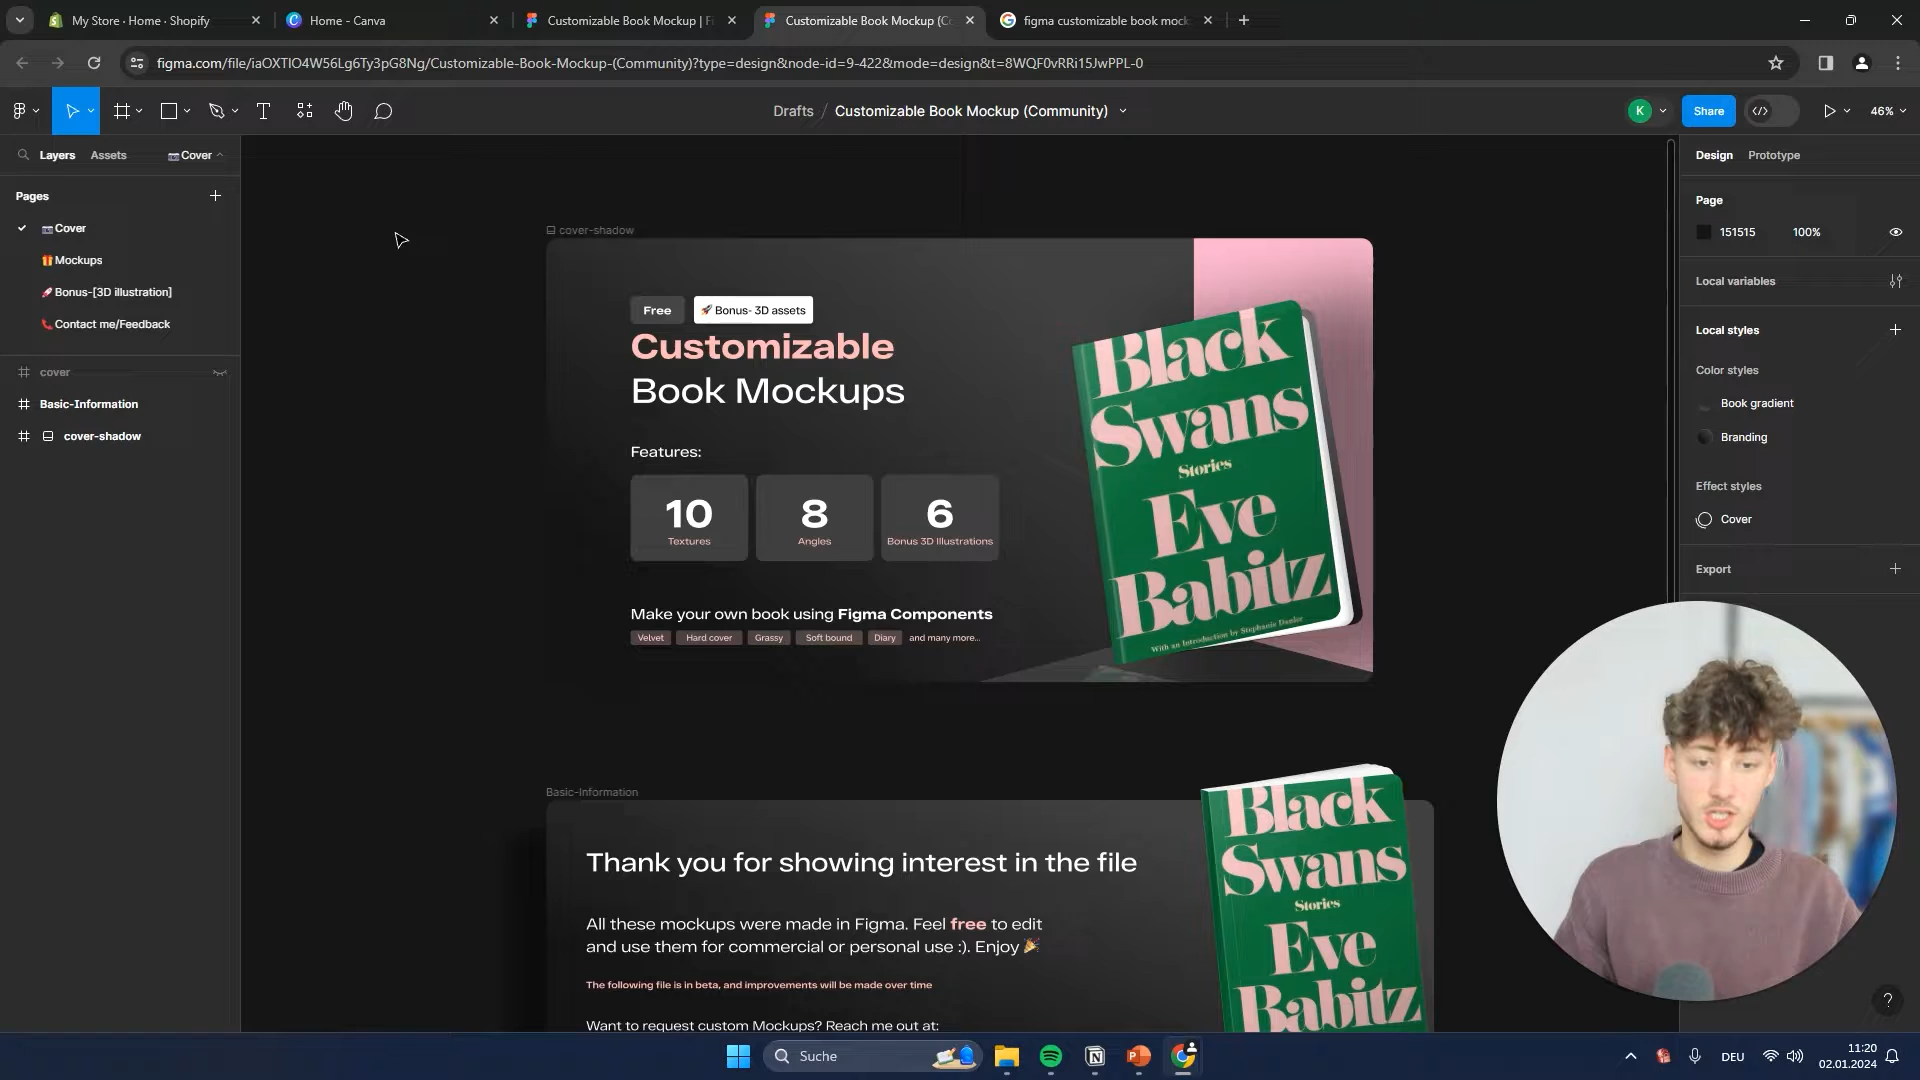 My Store · Home · Shopify
Home - Canva
Customizable Book Mockup | F
Customizable Book Mockup (Co
figma customizable book mock
figma.com/file/iaOXTIO4W56Lg6Ty3pG8Ng/Customizable-Book-Mockup-(Community)?type=design&node-id=9-422&mode=design&t=8WQF0vRRi15JwPPL-0
Drafts / Customizable Book Mockup (Community)
K
Share
46%
Layers
Assets
Cover
Design
Prototype
Pages
Cover
Mockups
Bonus-[3D illustration]
Contact me/Feedback
cover
Basic-Information
cover-shadow
cover-shadow
Free
Bonus- 3D assets
Customizable
Book Mockups
Features:
10
Textures
8
Angles
6
Bonus 3D Illustrations
Make your own book using Figma Components
Velvet
Hard cover
Grassy
Soft bound
Diary
and many more...
Black
Swans
Stories
Eve
Babitz
With an Introduction by Stephanie Danler
Basic-Information
Thank you for showing interest in the file
All these mockups were made in Figma. Feel free to edit
and use them for commercial or personal use :). Enjoy 🎉
The following file is in beta, and improvements will be made over time
Want to request custom Mockups? Reach me out at:
Black
Swans
Stories
Eve
Babitz
Page
151515
100%
Local variables
Local styles
Color styles
Book gradient
Branding
Effect styles
Cover
Export
?
Suche
DEU
11:20
02.01.2024